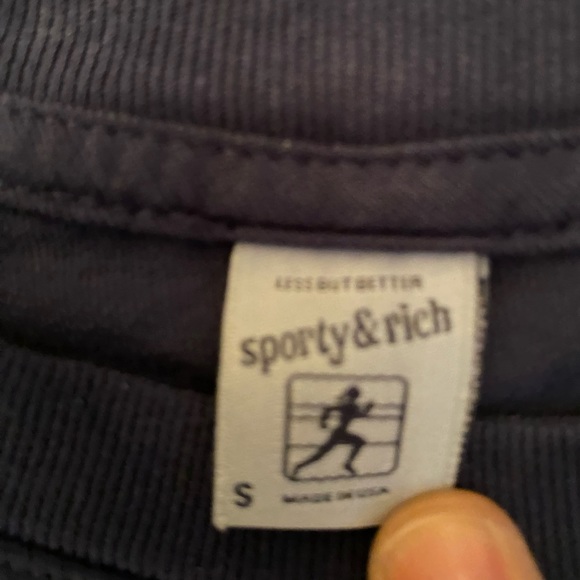 LESS BUT BETTER
sporty & rich
S MADE IN USA